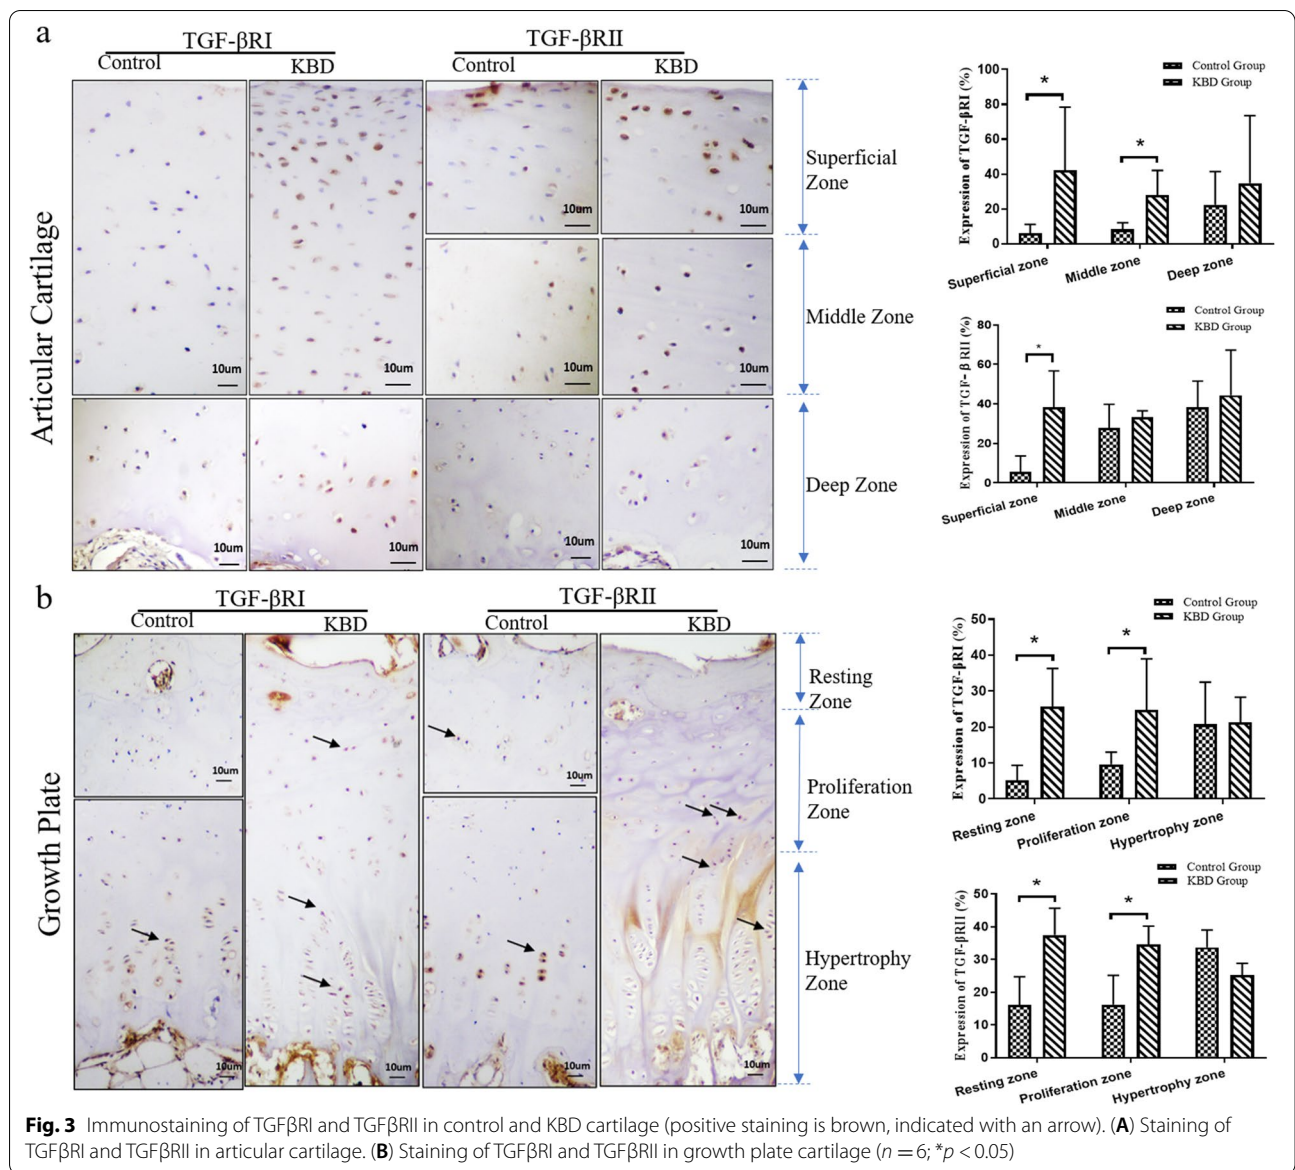 a
TGF-βRI
TGF-βRII
Control
KBD
Control
KBD
Articular Cartilage
10um
10um
10um
10um
10um
10um
10um
10um
10um
10um
Superficial
Zone
Middle Zone
Deep Zone
Expression of TGF-βRI (%)
100
80
60
40
20
0
Control Group
KBD Group
*
*
Superficial zone
Middle zone
Deep zone
Expression of TGF-βRII (%)
80
60
40
20
0
Control Group
KBD Group
*
Superficial zone
Middle zone
Deep zone
b
TGF-βRI
TGF-βRII
Control
KBD
Control
KBD
Growth Plate
10um
10um
10um
10um
10um
10um
Resting
Zone
Proliferation
Zone
Hypertrophy
Zone
Expression of TGF-βRI (%)
50
40
30
20
10
0
Control Group
KBD Group
*
*
Resting zone
Proliferation zone
Hypertrophy zone
Expression of TGF-βRII (%)
50
40
30
20
10
0
Control Group
KBD Group
*
*
Resting zone
Proliferation zone
Hypertrophy zone
Fig. 3 Immunostaining of TGFβRI and TGFβRII in control and KBD cartilage (positive staining is brown, indicated with an arrow). (A) Staining of
TGFβRI and TGFβRII in articular cartilage. (B) Staining of TGFβRI and TGFβRII in growth plate cartilage (n = 6; *p < 0.05)